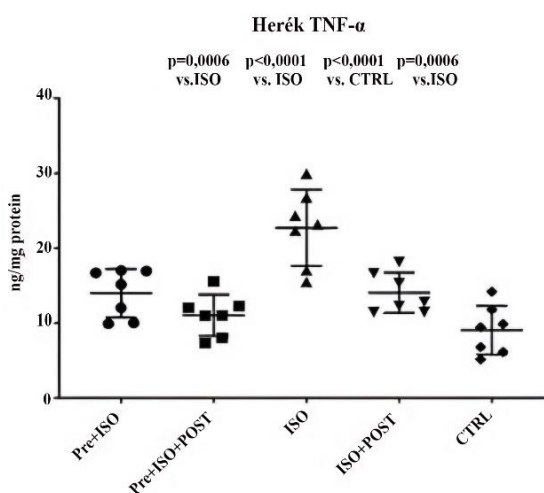 Herék TNF-α
p=0,0006 p<0,0001 p<0,0001 p=0,0006
vs.ISO vs. ISO vs. CTRL vs.ISO
40
30
20
10
0
ng/mg protein
Pre+ISO
Pre+ISO+POST
ISO
ISO+POST
CTRL